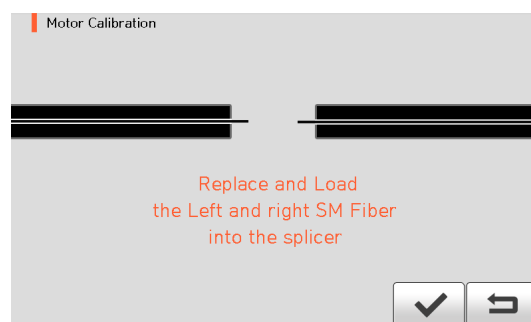 Motor Calibration
Replace and Load
the Left and right SM Fiber
into the splicer